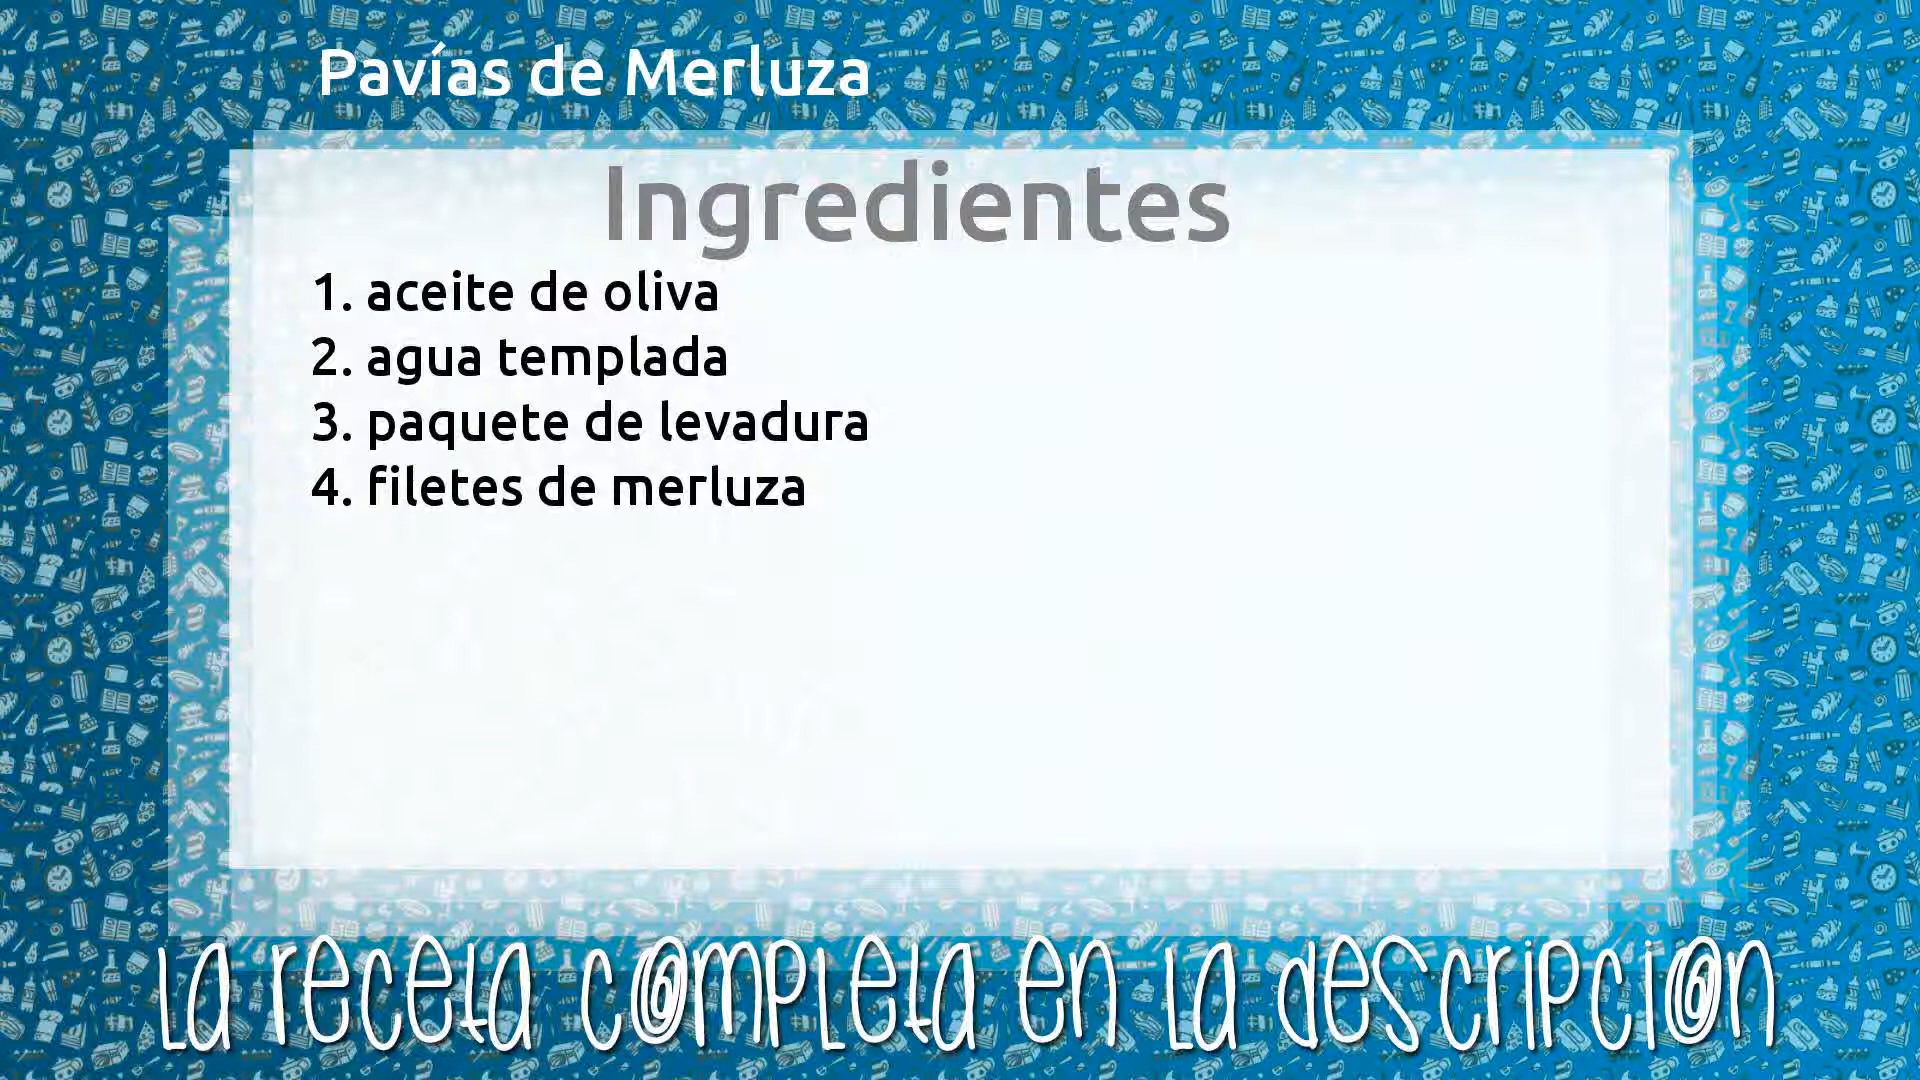 Pavías de Merluza
Ingredientes
1. aceite de oliva
2. agua templada
3. paquete de levadura
4. filetes de merluza
La receta completa en la descripcion